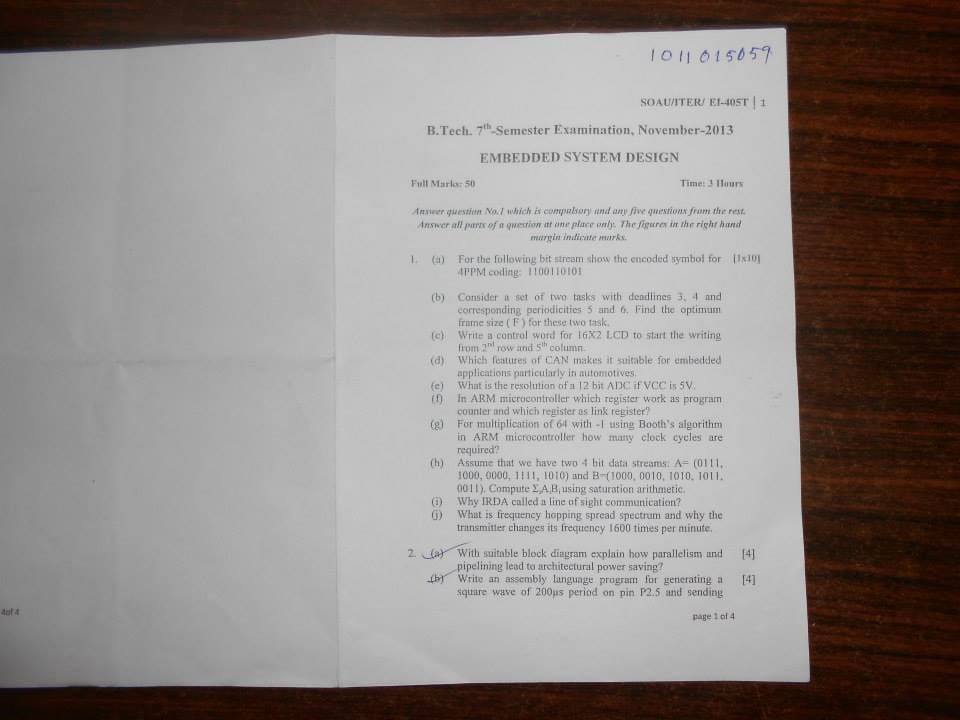 1011015059
SOAU/ITER/ EI-405T | 1
B.Tech. 7th-Semester Examination, November-2013
EMBEDDED SYSTEM DESIGN
Full Marks: 50 Time: 3 Hours
Answer question No.1 which is compulsory and any five questions from the rest.
Answer all parts of a question at one place only. The figures in the right hand
margin indicate marks.
1. (a) For the following bit stream show the encoded symbol for [1x10]
4PPM coding: 1100110101
(b) Consider a set of two tasks with deadlines 3, 4 and
corresponding periodicities 5 and 6. Find the optimum
frame size ( F ) for these two task.
(c) Write a control word for 16X2 LCD to start the writing
from 2nd row and 5th column.
(d) Which features of CAN makes it suitable for embedded
applications particularly in automotives.
(e) What is the resolution of a 12 bit ADC if VCC is 5V.
(f) In ARM microcontroller which register work as program
counter and which register as link register?
(g) For multiplication of 64 with -1 using Booth's algorithm
in ARM microcontroller how many clock cycles are
required?
(h) Assume that we have two 4 bit data streams: A= (0111,
1000, 0000, 1111, 1010) and B=(1000, 0010, 1010, 1011,
0011). Compute ΣiAiBi using saturation arithmetic.
(i) Why IRDA called a line of sight communication?
(j) What is frequency hopping spread spectrum and why the
transmitter changes its frequency 1600 times per minute.
2. (a) With suitable block diagram explain how parallelism and [4]
pipelining lead to architectural power saving?
(b) Write an assembly language program for generating a [4]
square wave of 200µs period on pin P2.5 and sending
4of 4
page 1 of 4